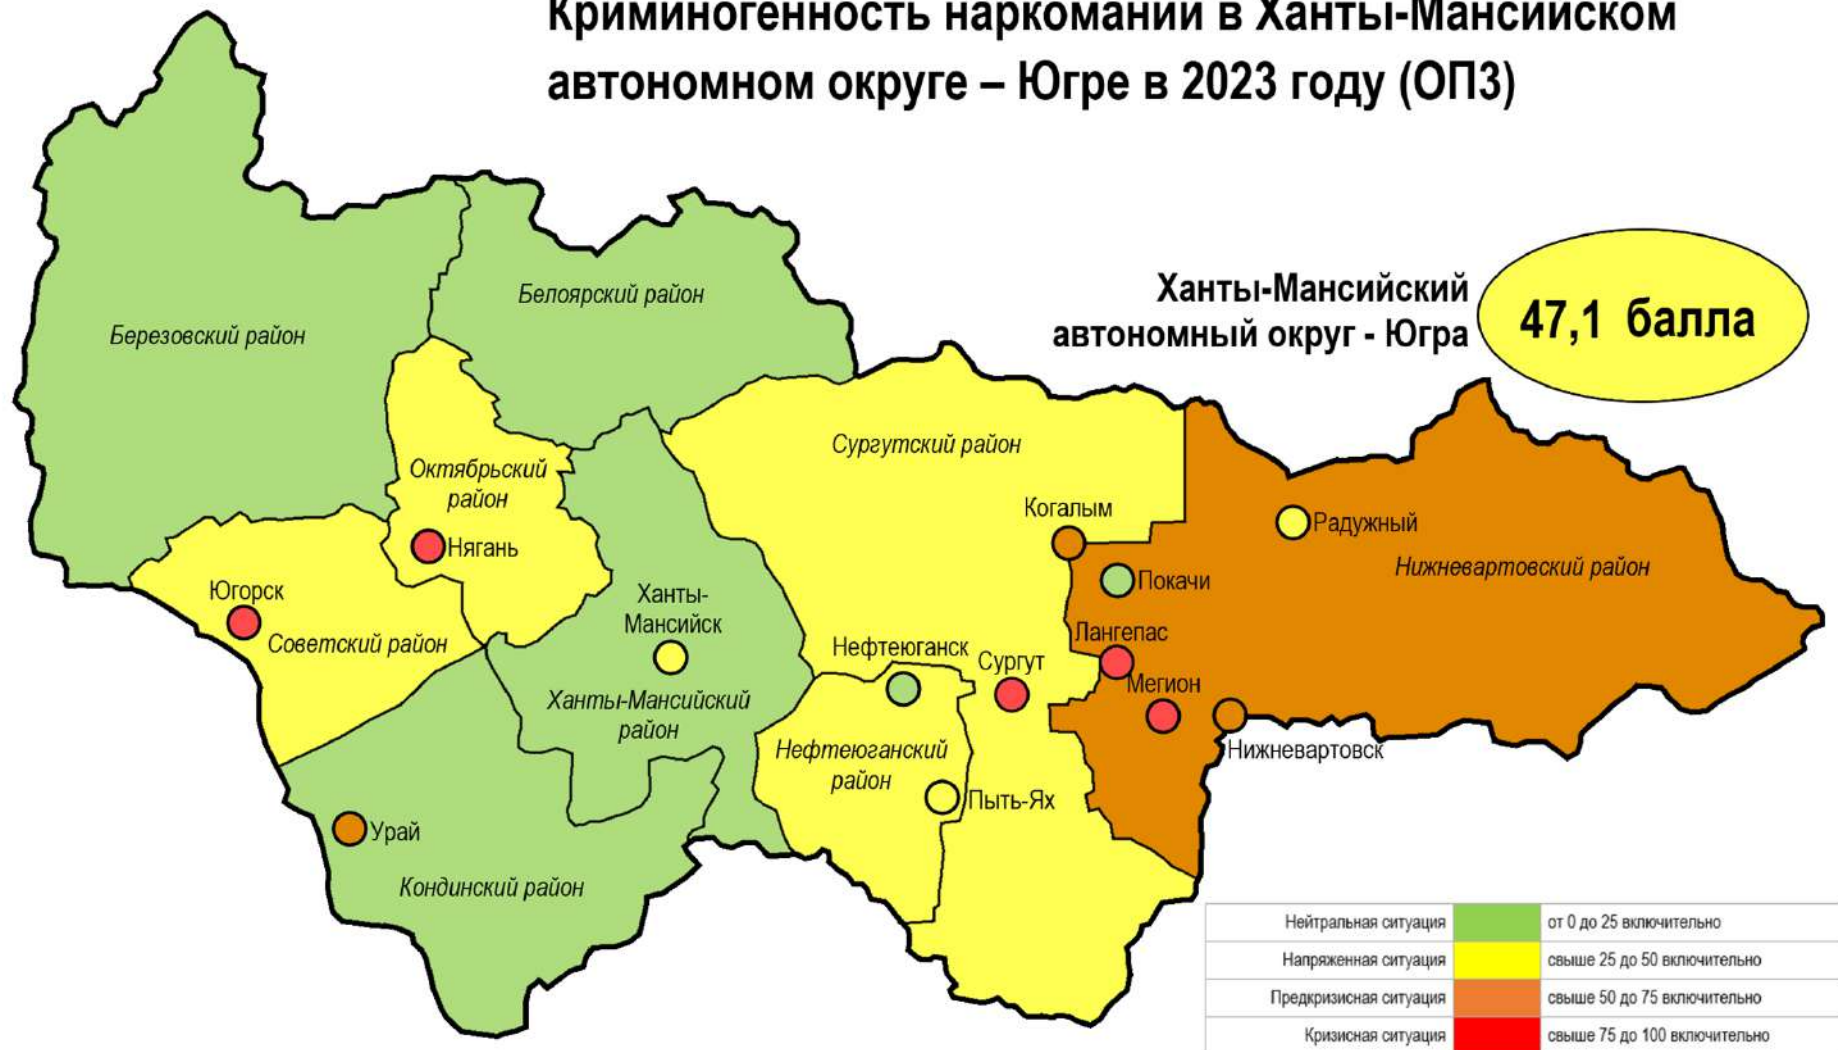 Криминогенность наркомании в Ханты-Мансийском
автономном округе – Югре в 2023 году (ОП3)
Ханты-Мансийский
автономный округ - Югра
47,1 балла
Березовский район
Белоярский район
Октябрьский
район
Нягань
Сургутский район
Когалым
Радужный
Нижневартовский район
Покачи
Югорск
Советский район
Ханты-
Мансийск
Ханты-Мансийский
район
Нефтеюганск
Сургут
Лангепас
Мегион
Нижневартовск
Нефтеюганский
район
Пыть-Ях
Урай
Кондинский район
Нейтральная ситуация от 0 до 25 включительно
Напряженная ситуация свыше 25 до 50 включительно
Предкризисная ситуация свыше 50 до 75 включительно
Кризисная ситуация свыше 75 до 100 включительно